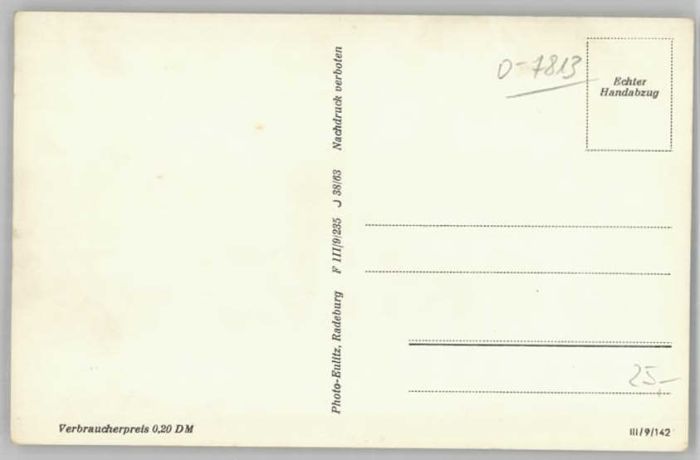 O-7813
Echter
Handabzug
Photo-Eulitz, Radeburg F III/9/235 J 38/63 Nachdruck verboten
25,-
Verbraucherpreis 0,20 DM
III/9/142